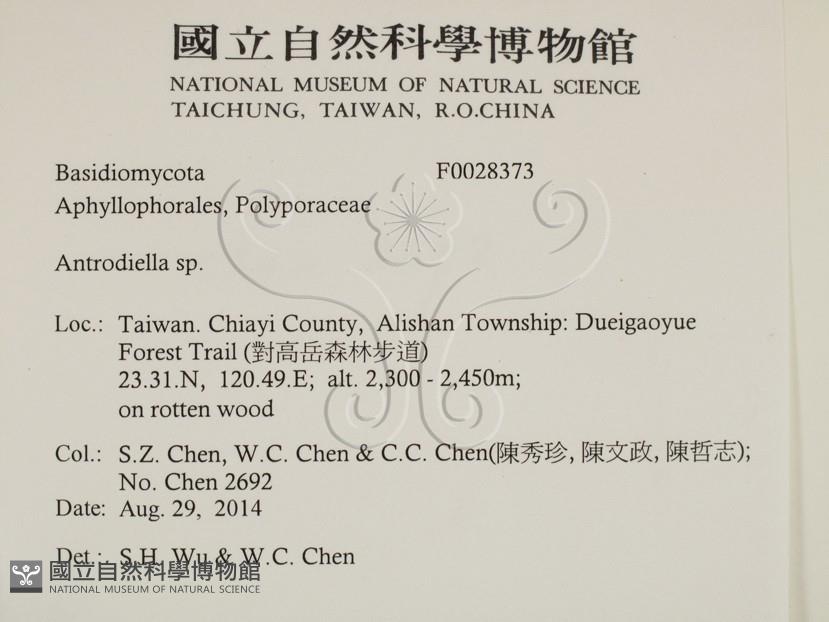 國立自然科學博物館
NATIONAL MUSEUM OF NATURAL SCIENCE
TAICHUNG, TAIWAN, R.O.CHINA
Basidiomycota F0028373
Aphyllophorales, Polyporaceae
Antrodiella sp.
Loc.: Taiwan. Chiayi County, Alishan Township: Dueigaoyue
Forest Trail (對高岳森林步道)
23.31.N, 120.49.E; alt. 2,300 - 2,450m;
on rotten wood
Col.: S.Z. Chen, W.C. Chen & C.C. Chen(陳秀珍, 陳文政, 陳哲志);
No. Chen 2692
Date: Aug. 29, 2014
Det.: S.H. Wu & W.C. Chen
國立自然科學博物館
NATIONAL MUSEUM OF NATURAL SCIENCE